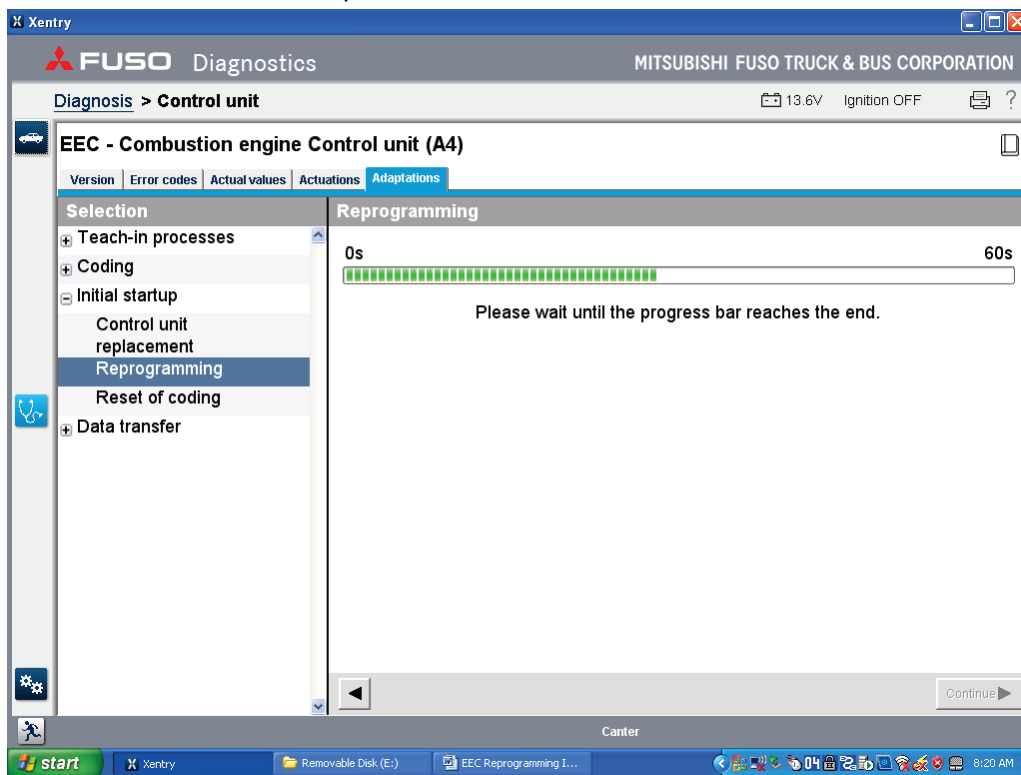 Xentry
FUSO Diagnostics
MITSUBISHI FUSO TRUCK & BUS CORPORATION
Diagnosis > Control unit
13.6V Ignition OFF
?
EEC - Combustion engine Control unit (A4)
Version Error codes Actual values Actuations Adaptations
Selection
Reprogramming
Teach-in processes
Coding
Initial startup
Control unit
replacement
Reprogramming
Reset of coding
Data transfer
0s 60s
Please wait until the progress bar reaches the end.
Continue
Canter
start Xentry Removable Disk (E:) EEC Reprogramming I... 04 8:20 AM